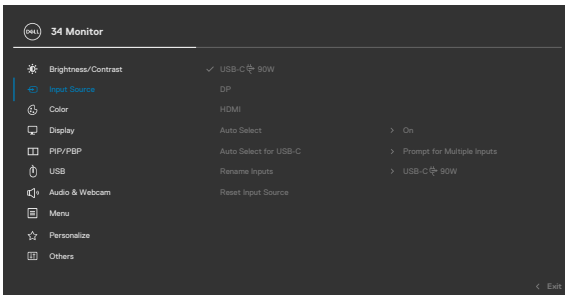 DELL 34 Monitor
Brightness/Contrast USB-C 90W
Input Source DP
Color HDMI
Display Auto Select > On
PIP/PBP Auto Select for USB-C > Prompt for Multiple Inputs
USB Rename Inputs > USB-C 90W
Audio & Webcam Reset Input Source
Menu
Personalize
Others
< Exit